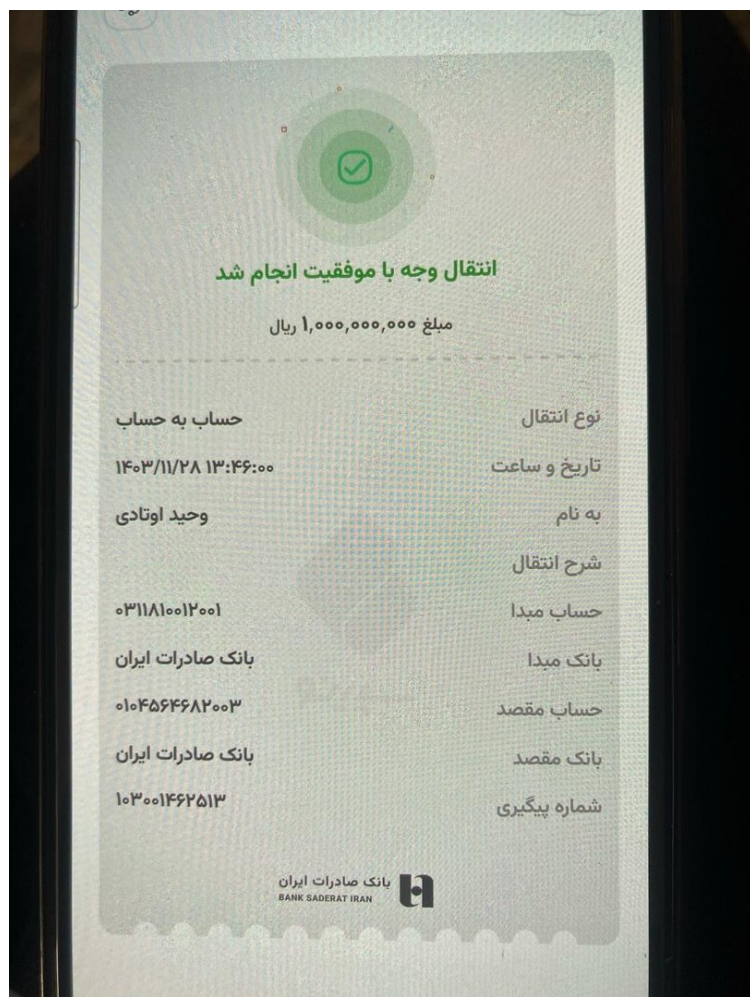 انتقال وجه با موفقیت انجام شد
مبلغ ۱,۰۰۰,۰۰۰,۰۰۰ ریال
نوع انتقال حساب به حساب
تاریخ و ساعت ۱۴۰۳/۱۱/۲۸ ۱۳:۴۶:۰۰
به نام وحید اوتادی
شرح انتقال
حساب مبدا ۰۳۱۱۸۱۰۰۱۲۰۰۱
بانک مبدا بانک صادرات ایران
حساب مقصد ۰۱۰۴۵۶۴۶۸۲۰۰۳
بانک مقصد بانک صادرات ایران
شماره پیگیری ۱۰۳۰۰۱۴۶۲۵۱۳
بانک صادرات ایران
BANK SADERAT IRAN